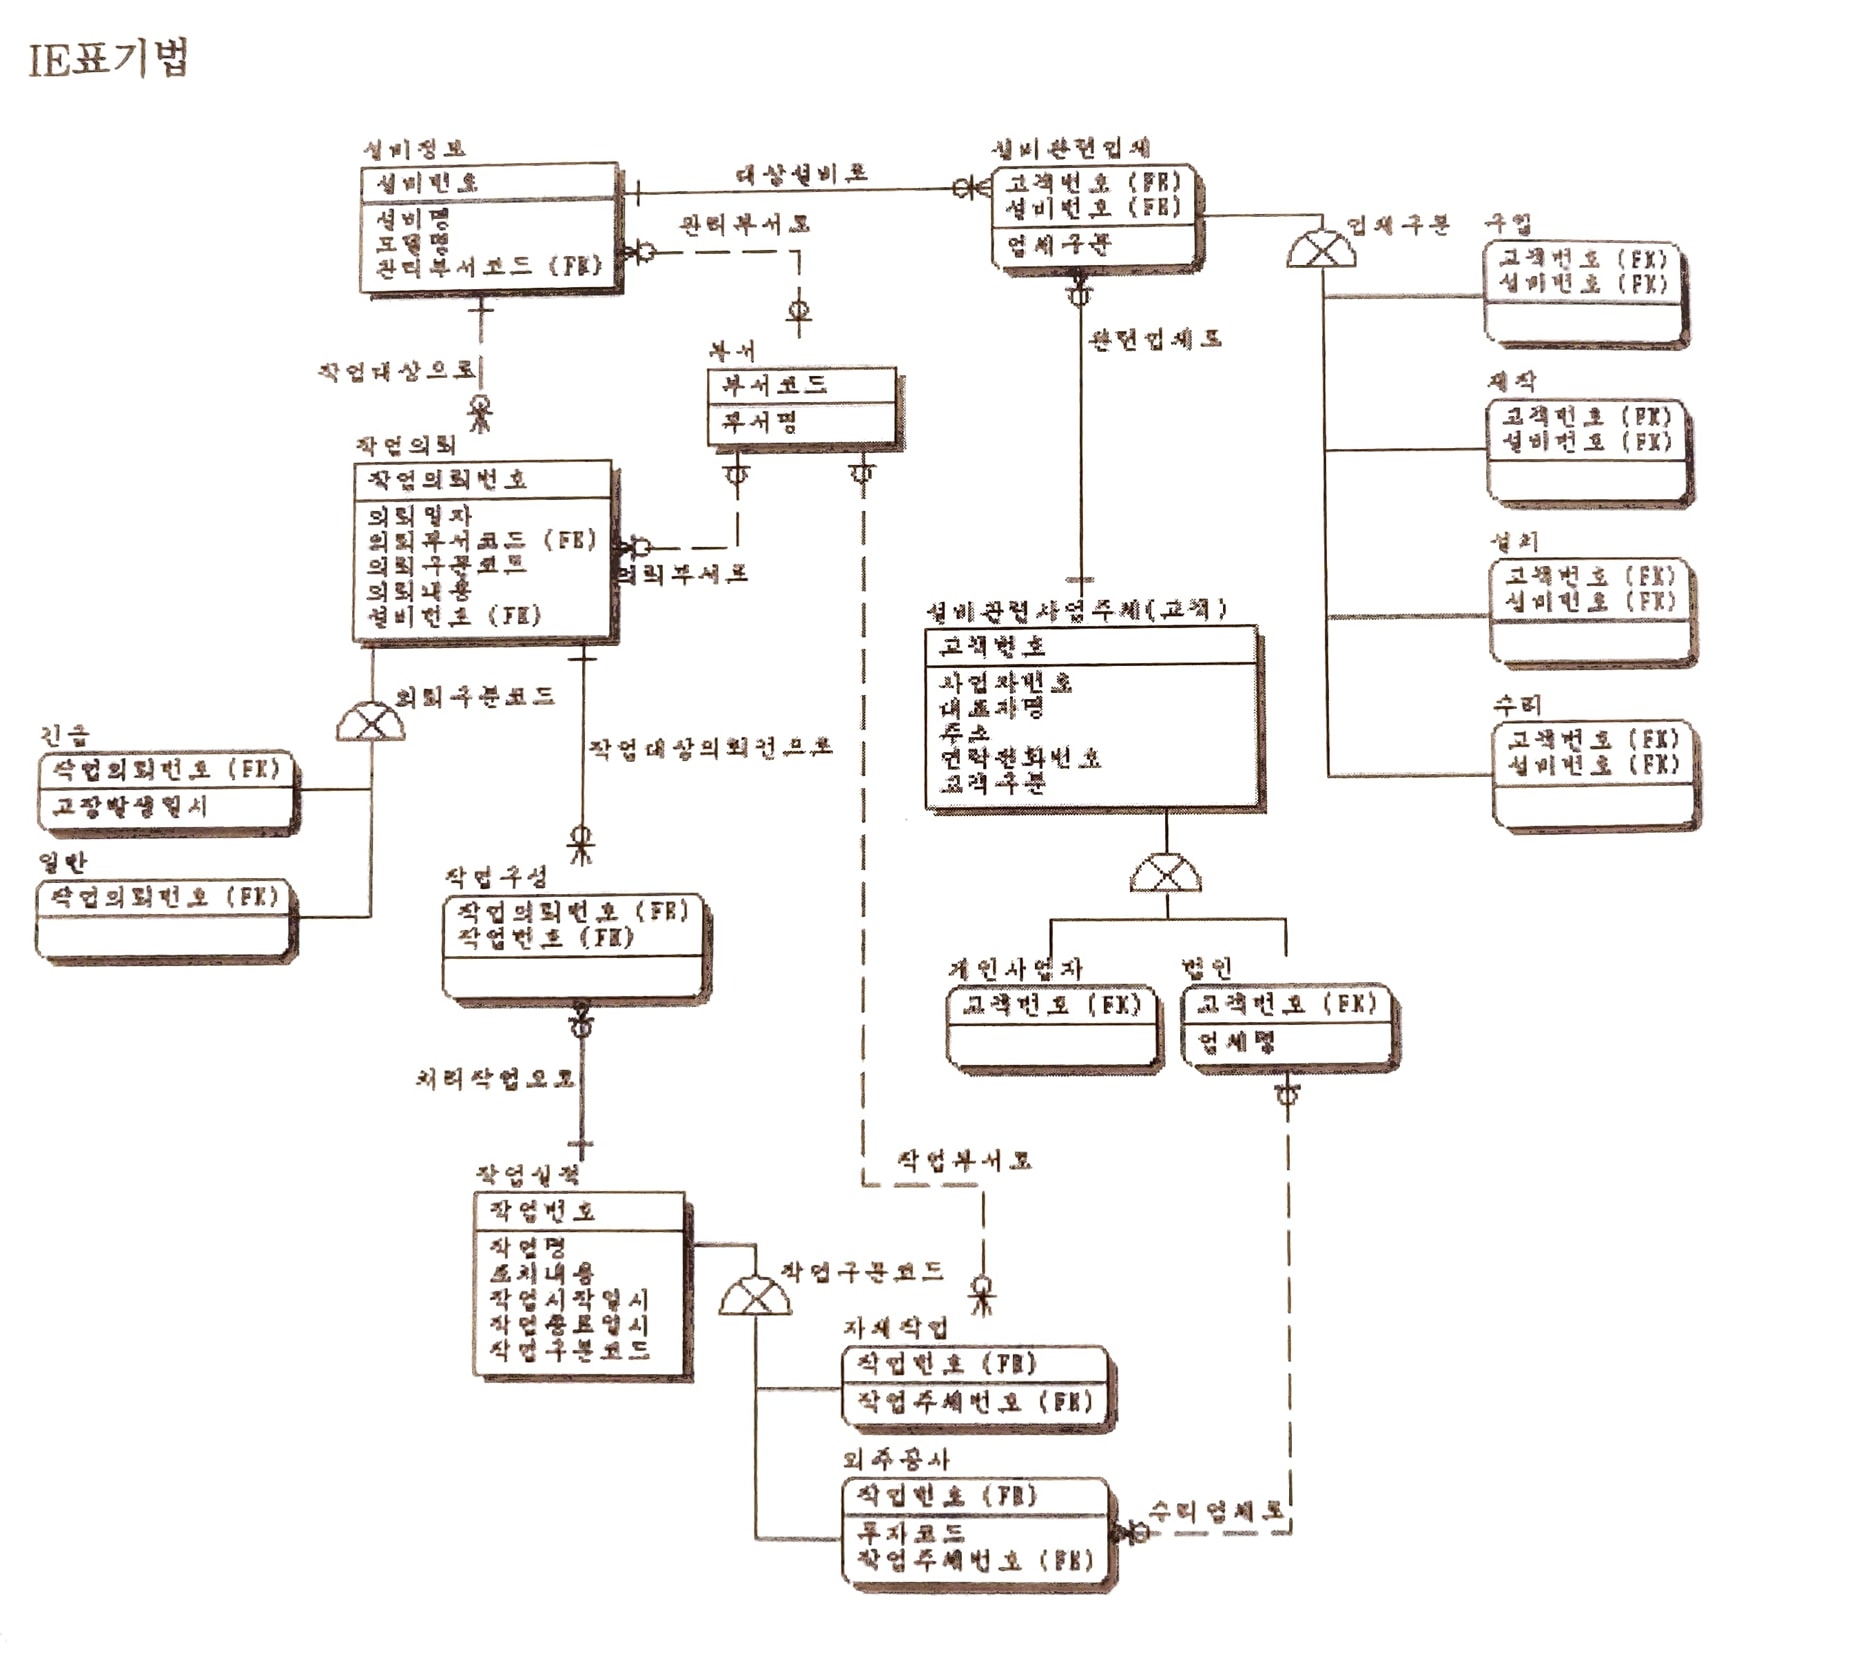 IE표기법
설비정보
설비번호
설비명
모델명
관리부서코드 (FK)
대상설비로
관리부서로
설비관련업체
고객번호 (FK)
설비번호 (FK)
업체구분
업체구분
구입
고객번호 (FK)
설비번호 (FK)
관련업체로
제작
고객번호 (FK)
설비번호 (FK)
설치
고객번호 (FK)
설비번호 (FK)
수리
고객번호 (FK)
설비번호 (FK)
작업대상으로
부서
부서코드
부서명
작업의뢰
작업의뢰번호
의뢰일자
의뢰부서코드 (FK)
의뢰구분코드
의뢰내용
설비번호 (FK)
의뢰부서로
의뢰구분코드
설비관련사업주체(고객)
고객번호
사업자번호
대표자명
주소
연락전화번호
고객구분
긴급
작업의뢰번호 (FK)
고장발생일시
일반
작업의뢰번호 (FK)
작업대상의뢰건으로
작업구성
작업의뢰번호 (FK)
작업번호 (FK)
개인사업자
고객번호 (FK)
법인
고객번호 (FK)
업체명
처리작업으로
작업부서로
작업실적
작업번호
작업명
조치내용
작업시작일시
작업종료일시
작업구분코드
작업구분코드
자체작업
작업번호 (FK)
작업주체번호 (FK)
외주공사
작업번호 (FK)
투자코드
작업주체번호 (FK)
수리업체로